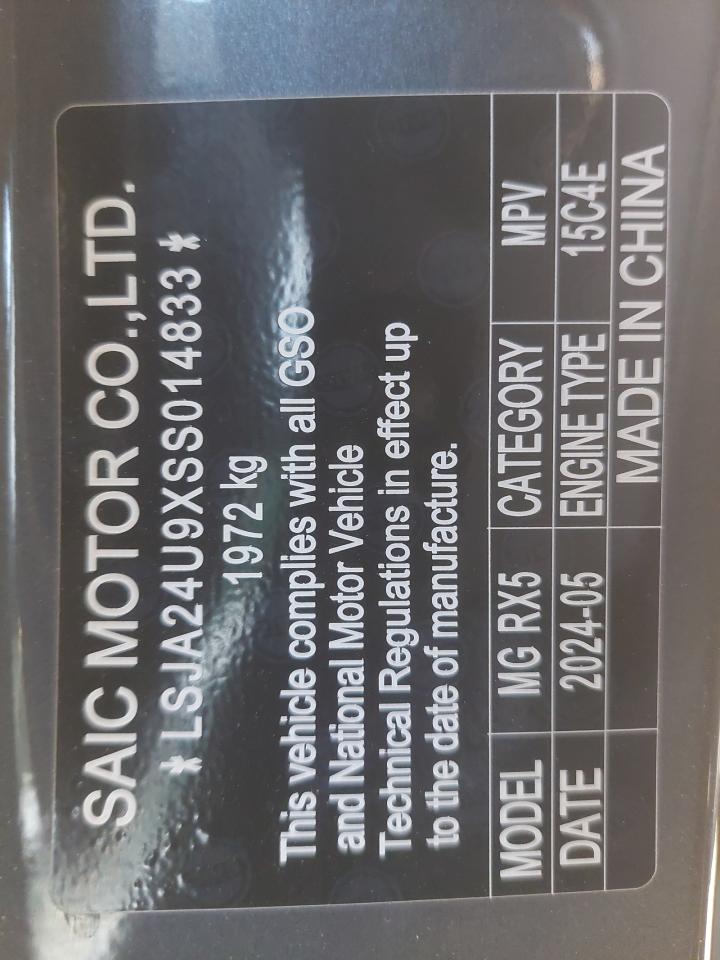 SAIC MOTOR CO.,LTD.
* LSJA24U9XSS014833 *
1972 kg
This vehicle complies with all GSO
and National Motor Vehicle
Technical Regulations in effect up
to the date of manufacture.
MODEL MG RX5 CATEGORY MPV
DATE 2024-05 ENGINE TYPE 15C4E
MADE IN CHINA